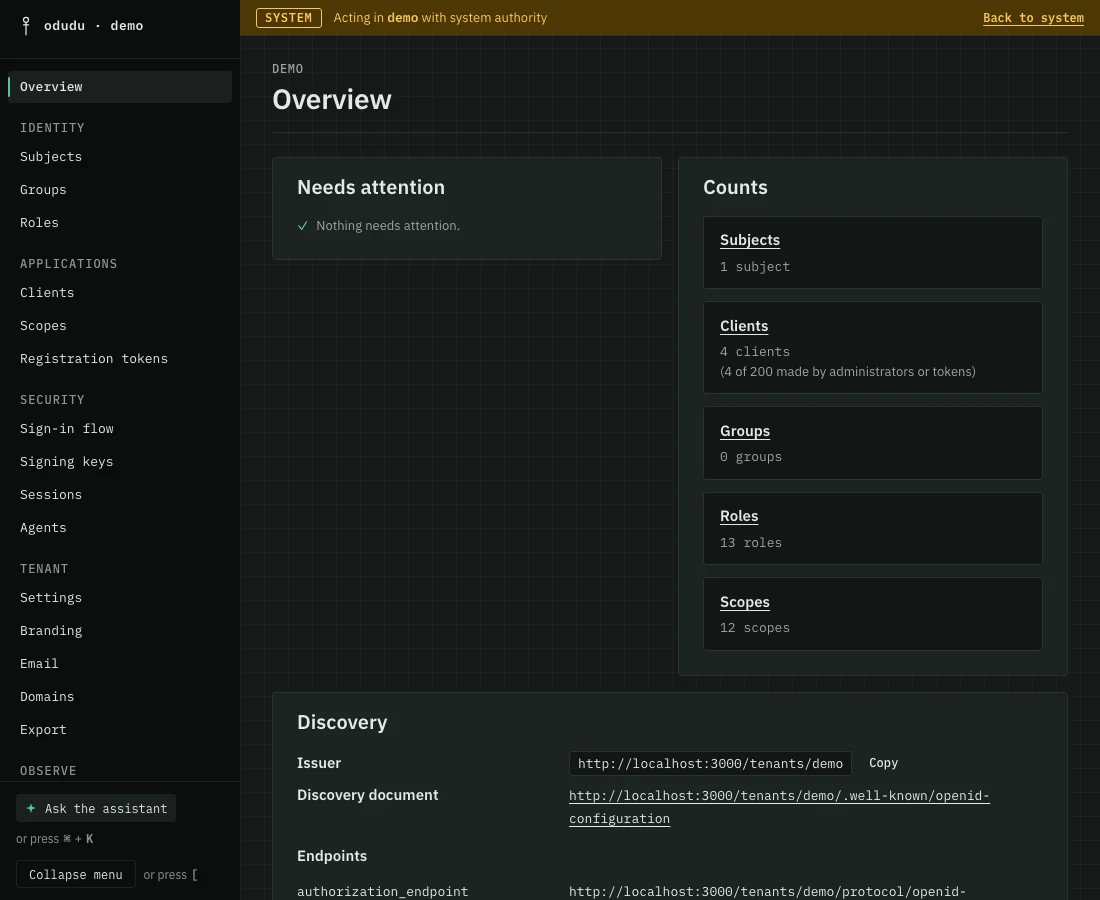 odudu · demo
Overview
IDENTITY
Subjects
Groups
Roles
APPLICATIONS
Clients
Scopes
Registration tokens
SECURITY
Sign-in flow
Signing keys
Sessions
Agents
TENANT
Settings
Branding
Email
Domains
Export
OBSERVE
Ask the assistant
or press ⌘ + K
Collapse menu or press [
SYSTEM Acting in demo with system authority Back to system
DEMO
Overview
Needs attention
✓ Nothing needs attention.
Counts
Subjects
1 subject
Clients
4 clients
(4 of 200 made by administrators or tokens)
Groups
0 groups
Roles
13 roles
Scopes
12 scopes
Discovery
Issuer http://localhost:3000/tenants/demo Copy
Discovery document http://localhost:3000/tenants/demo/.well-known/openid-
configuration
Endpoints
authorization_endpoint http://localhost:3000/tenants/demo/protocol/openid-